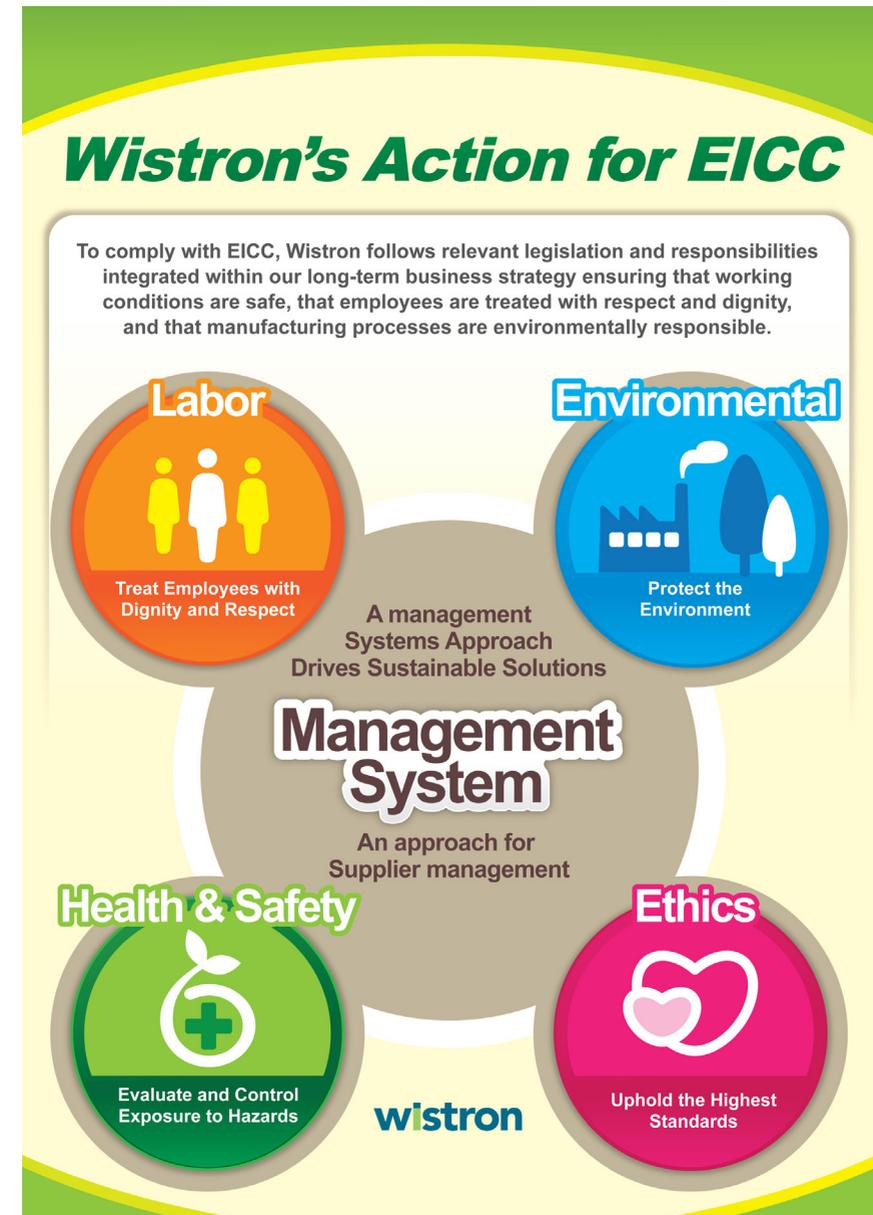 Wistron's Action for EICC
To comply with EICC, Wistron follows relevant legislation and responsibilities
integrated within our long-term business strategy ensuring that working
conditions are safe, that employees are treated with respect and dignity,
and that manufacturing processes are environmentally responsible.
Labor
Treat Employees with
Dignity and Respect
Environmental
Protect the
Environment
A management
Systems Approach
Drives Sustainable Solutions
Management
System
An approach for
Supplier management
Health & Safety
Evaluate and Control
Exposure to Hazards
Ethics
Uphold the Highest
Standards
wistron